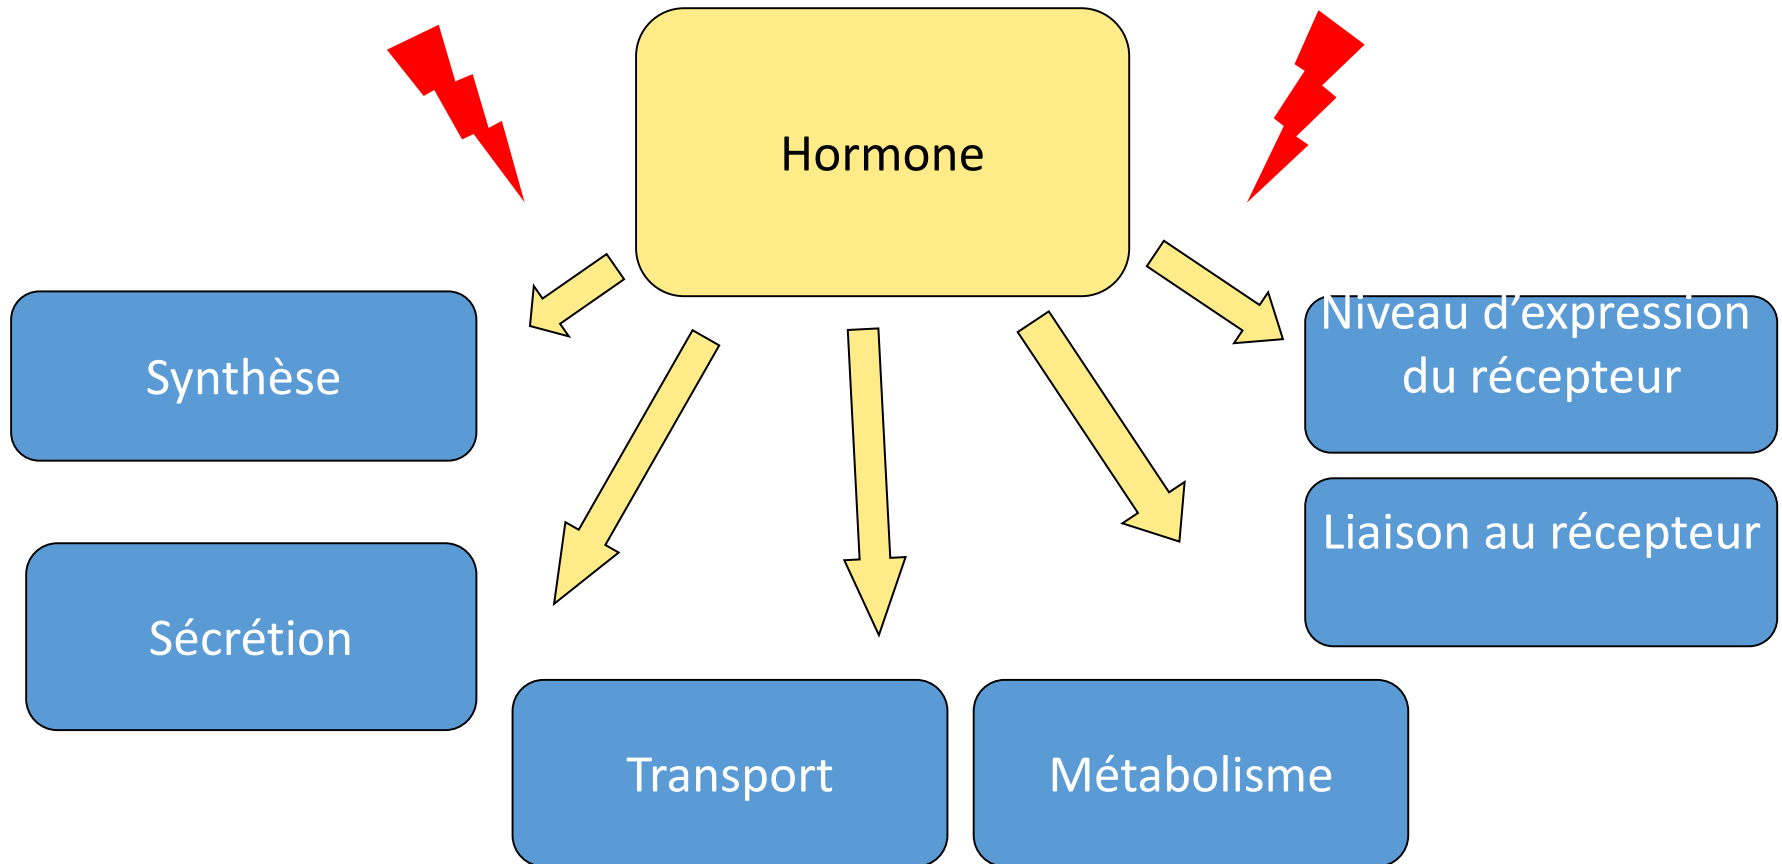 Hormone
Synthèse
Sécrétion
Transport
Métabolisme
Niveau d’expression
du récepteur
Liaison au récepteur